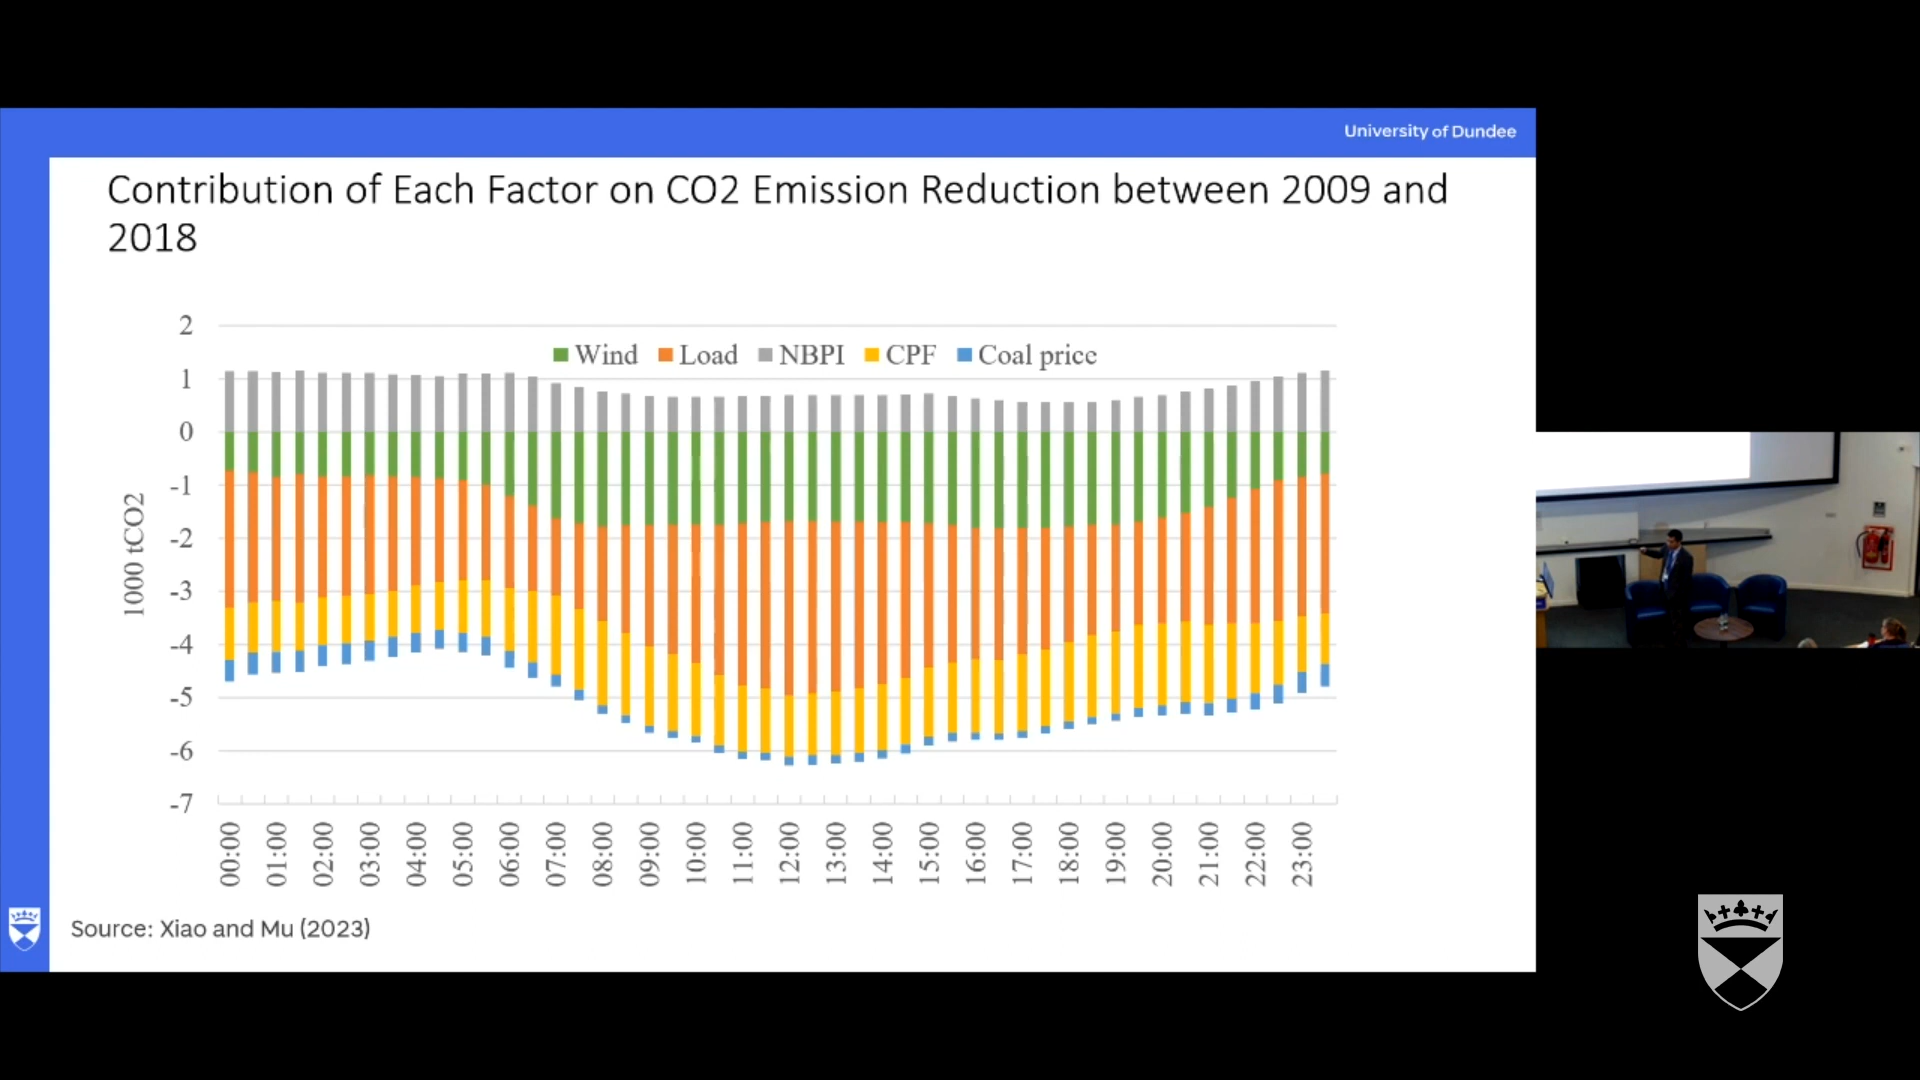 University of Dundee
Contribution of Each Factor on CO2 Emission Reduction between 2009 and
2018
2
Wind Load NBPI CPF Coal price
1
0
-1
-2
-3
-4
-5
-6
-7
1000 tCO2
00:00 01:00 02:00 03:00 04:00 05:00 06:00 07:00 08:00 09:00 10:00 11:00 12:00 13:00 14:00 15:00 16:00 17:00 18:00 19:00 20:00 21:00 22:00 23:00
Source: Xiao and Mu (2023)